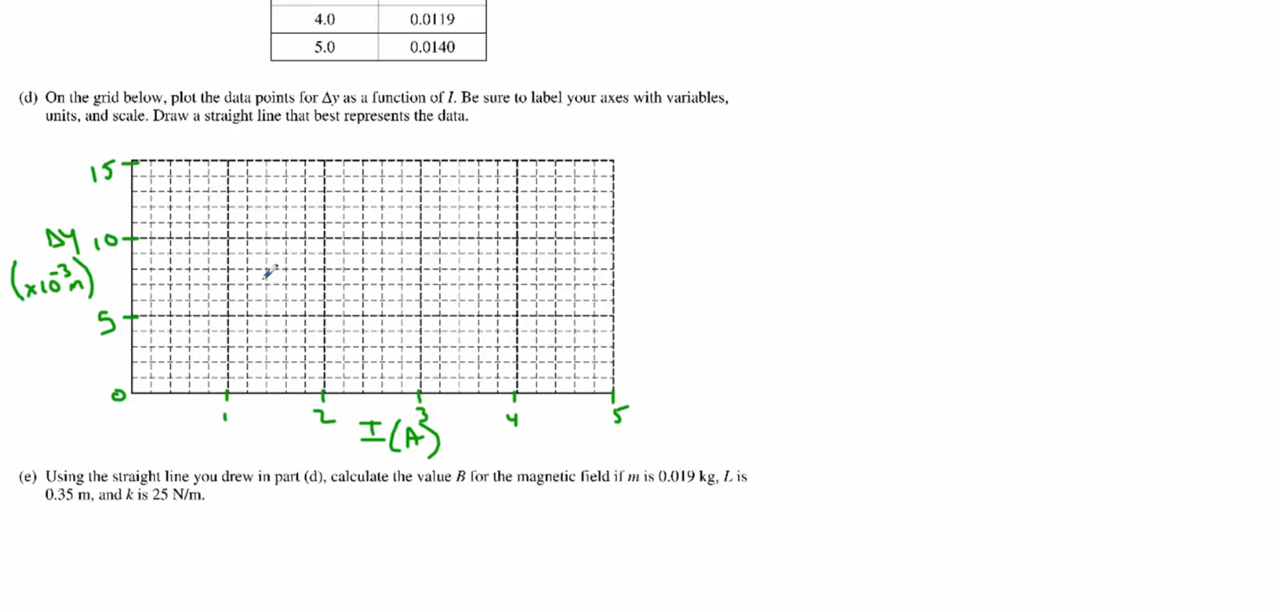 4.0 0.0119
5.0 0.0140
(d) On the grid below, plot the data points for Δy as a function of I. Be sure to label your axes with variables,
units, and scale. Draw a straight line that best represents the data.
15
Δy 10
(x10⁻³m)
5
0
1 2 3 4 5
I(A)
(e) Using the straight line you drew in part (d), calculate the value B for the magnetic field if m is 0.019 kg, L is
0.35 m, and k is 25 N/m.